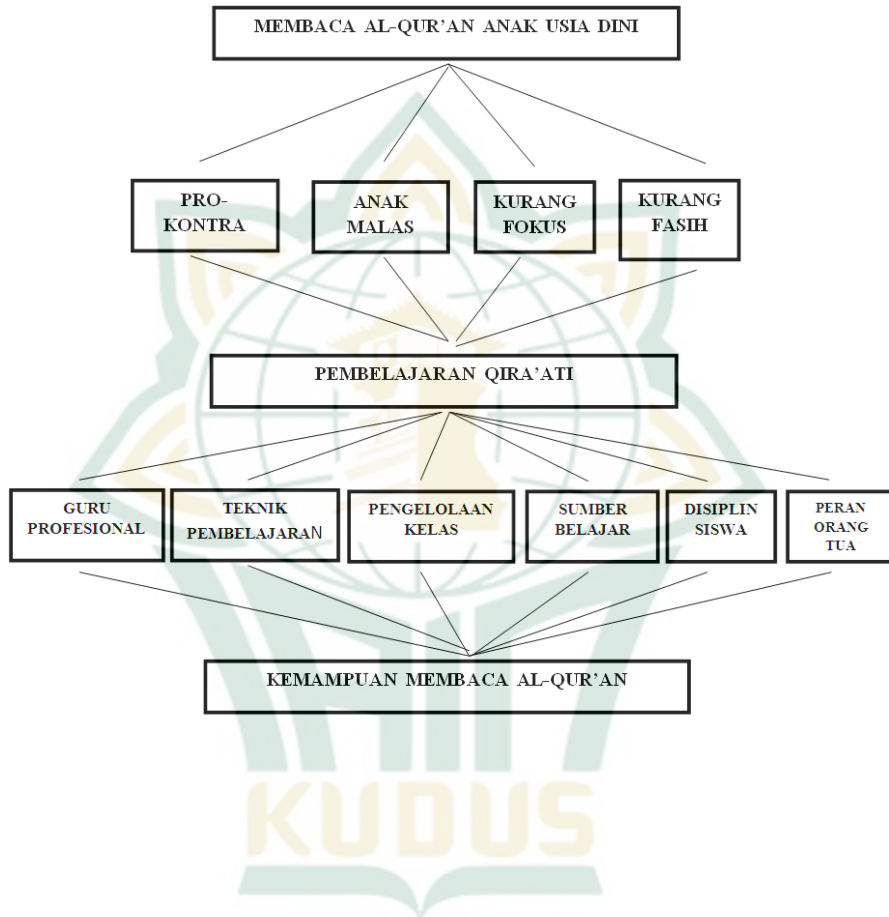 MEMBACA AL-QUR'AN ANAK USIA DINI
PRO-
KONTRA
ANAK
MALAS
KURANG
FOKUS
KURANG
FASIH
PEMBELAJARAN QIRA'ATI
GURU
PROFESIONAL
TEKNIK
PEMBELAJARAN
PENGELOLAAN
KELAS
SUMBER
BELAJAR
DISIPLIN
SISWA
PERAN
ORANG
TUA
KEMAMPUAN MEMBACA AL-QUR'AN
KUDUS